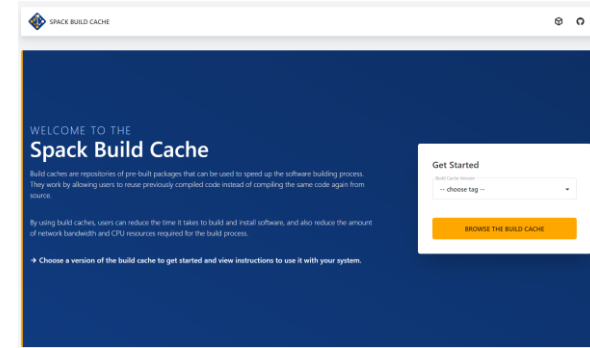 SPACK BUILD CACHE
WELCOME TO THE
Spack Build Cache
Build caches are repositories of pre-built packages that can be used to speed up the software building process.
They work by allowing users to reuse previously compiled code instead of compiling the same code again from
source.
By using build caches, users can reduce the time it takes to build and install software, and also reduce the amount
of network bandwidth and CPU resources required for the build process.
→ Choose a version of the build cache to get started and view instructions to use it with your system.
Get Started
Build Cache Version
-- choose tag --
BROWSE THE BUILD CACHE